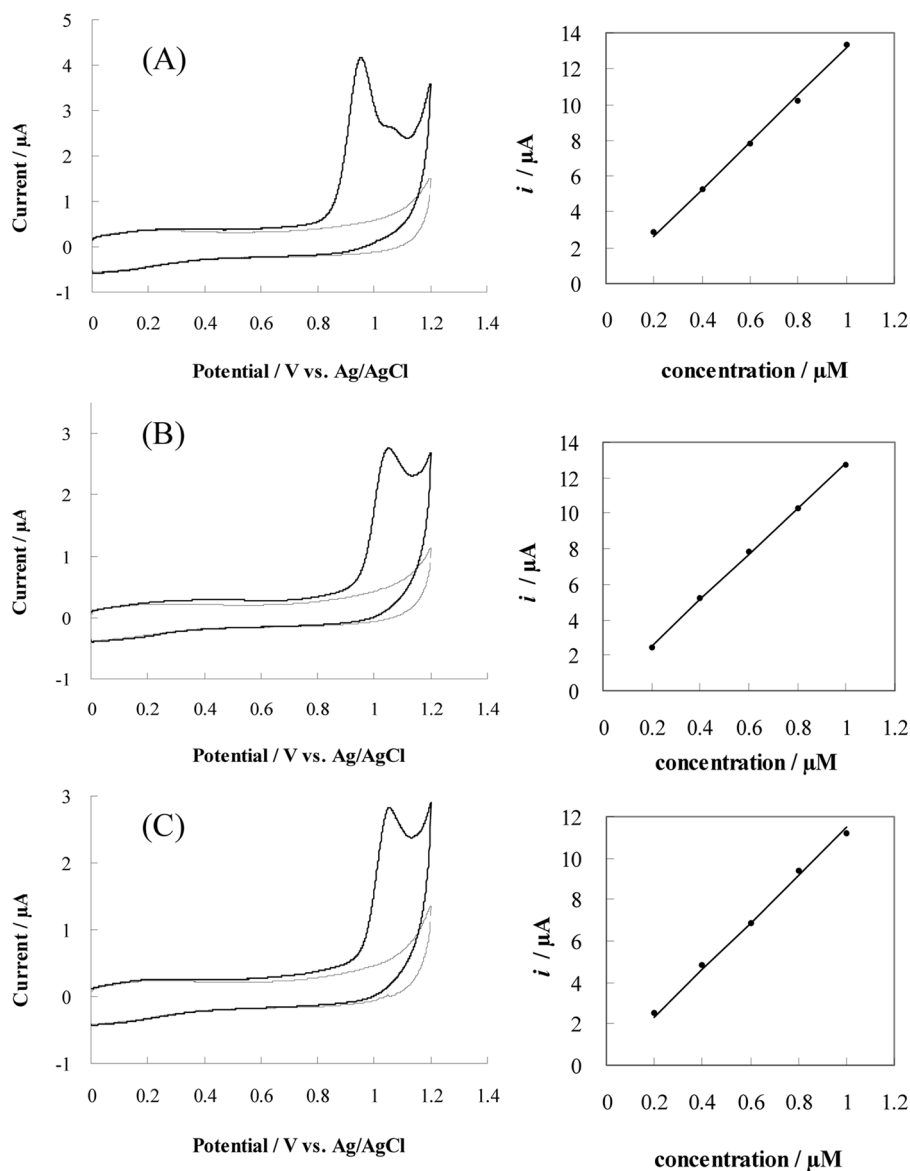 (A)
Current / μA
5
4
3
2
1
0
-1
0 0.2 0.4 0.6 0.8 1 1.2 1.4
Potential / V vs. Ag/AgCl
i / μA
14
12
10
8
6
4
2
0
0 0.2 0.4 0.6 0.8 1 1.2
concentration / μM
(B)
Current / μA
3
2
1
0
-1
0 0.2 0.4 0.6 0.8 1 1.2 1.4
Potential / V vs. Ag/AgCl
i / μA
14
12
10
8
6
4
2
0
0 0.2 0.4 0.6 0.8 1 1.2
concentration / μM
(C)
Current / μA
3
2
1
0
-1
0 0.2 0.4 0.6 0.8 1 1.2 1.4
Potential / V vs. Ag/AgCl
i / μA
12
10
8
6
4
2
0
0 0.2 0.4 0.6 0.8 1 1.2
concentration / μM